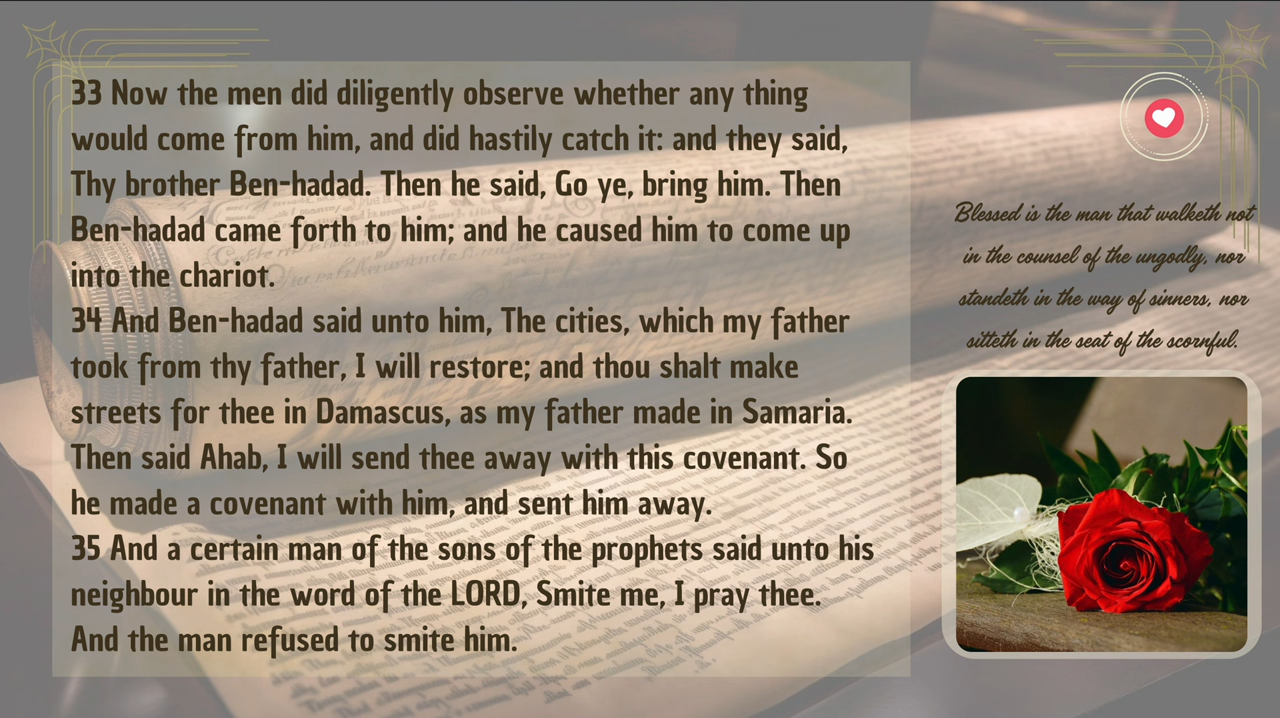 33 Now the men did diligently observe whether any thing
would come from him, and did hastily catch it: and they said,
Thy brother Ben-hadad. Then he said, Go ye, bring him. Then
Ben-hadad came forth to him; and he caused him to come up
into the chariot.
34 And Ben-hadad said unto him, The cities, which my father
took from thy father, I will restore; and thou shalt make
streets for thee in Damascus, as my father made in Samaria.
Then said Ahab, I will send thee away with this covenant. So
he made a covenant with him, and sent him away.
35 And a certain man of the sons of the prophets said unto his
neighbour in the word of the LORD, Smite me, I pray thee.
And the man refused to smite him.
Blessed is the man that walketh not
in the counsel of the ungodly, nor
standeth in the way of sinners, nor
sitteth in the seat of the scornful.